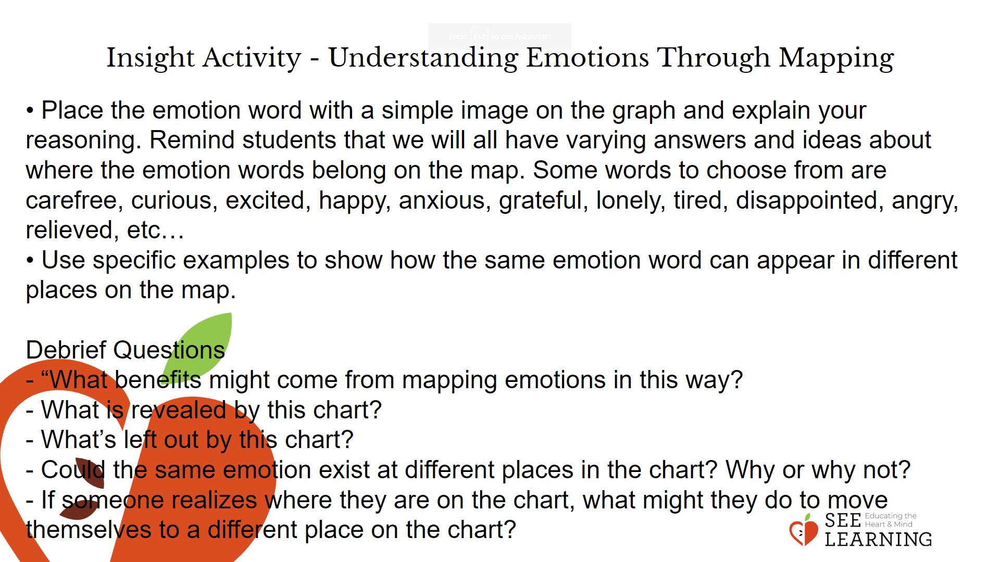 Press Esc to exit full screen
Insight Activity - Understanding Emotions Through Mapping
• Place the emotion word with a simple image on the graph and explain your
reasoning. Remind students that we will all have varying answers and ideas about
where the emotion words belong on the map. Some words to choose from are
carefree, curious, excited, happy, anxious, grateful, lonely, tired, disappointed, angry,
relieved, etc…
• Use specific examples to show how the same emotion word can appear in different
places on the map.
Debrief Questions
- “What benefits might come from mapping emotions in this way?
- What is revealed by this chart?
- What’s left out by this chart?
- Could the same emotion exist at different places in the chart? Why or why not?
- If someone realizes where they are on the chart, what might they do to move
themselves to a different place on the chart?
SEE
Educating the
Heart & Mind
LEARNING